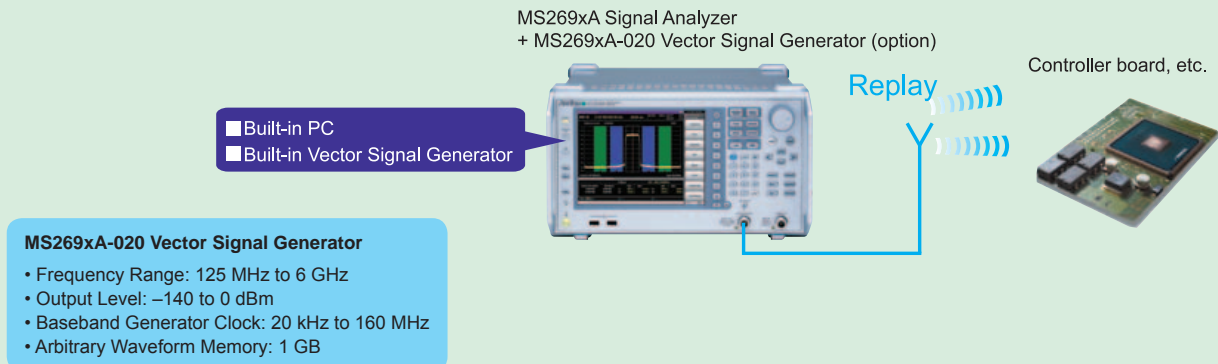 MS269xA Signal Analyzer
+ MS269xA-020 Vector Signal Generator (option)
Controller board, etc.
Replay
■Built-in PC
■Built-in Vector Signal Generator
MS269xA-020 Vector Signal Generator
• Frequency Range: 125 MHz to 6 GHz
• Output Level: –140 to 0 dBm
• Baseband Generator Clock: 20 kHz to 160 MHz
• Arbitrary Waveform Memory: 1 GB